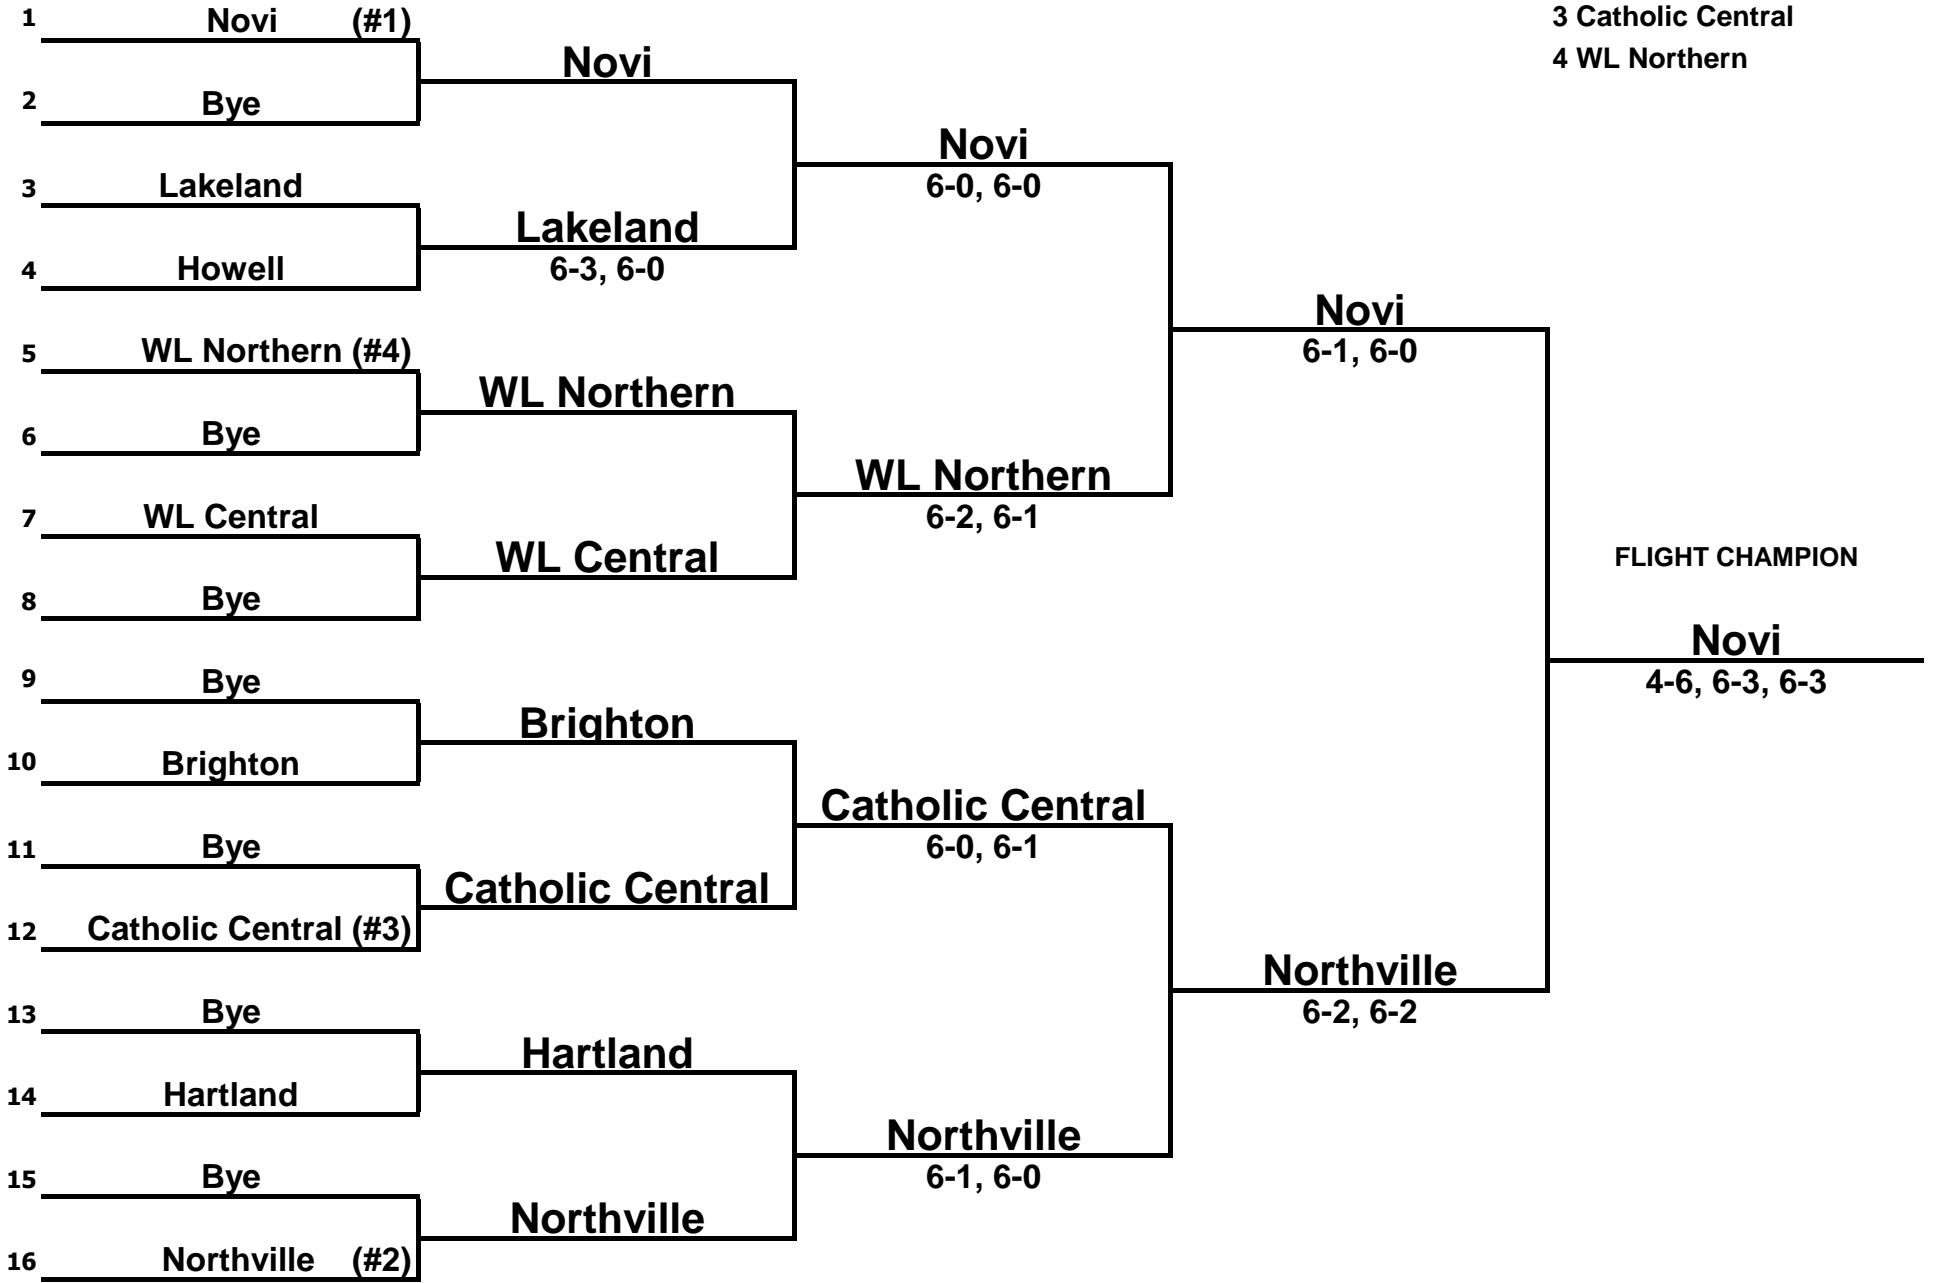 1 Novi (#1)
2 Bye
3 Lakeland
4 Howell
5 WL Northern (#4)
6 Bye
7 WL Central
8 Bye
9 Bye
10 Brighton
11 Bye
12 Catholic Central (#3)
13 Bye
14 Hartland
15 Bye
16 Northville (#2)
Novi
Lakeland
6-3, 6-0
WL Northern
WL Central
Brighton
Catholic Central
Hartland
Northville
Novi
6-0, 6-0
WL Northern
6-2, 6-1
Catholic Central
6-0, 6-1
Northville
6-1, 6-0
Novi
6-1, 6-0
Northville
6-2, 6-2
3 Catholic Central
4 WL Northern
FLIGHT CHAMPION
Novi
4-6, 6-3, 6-3